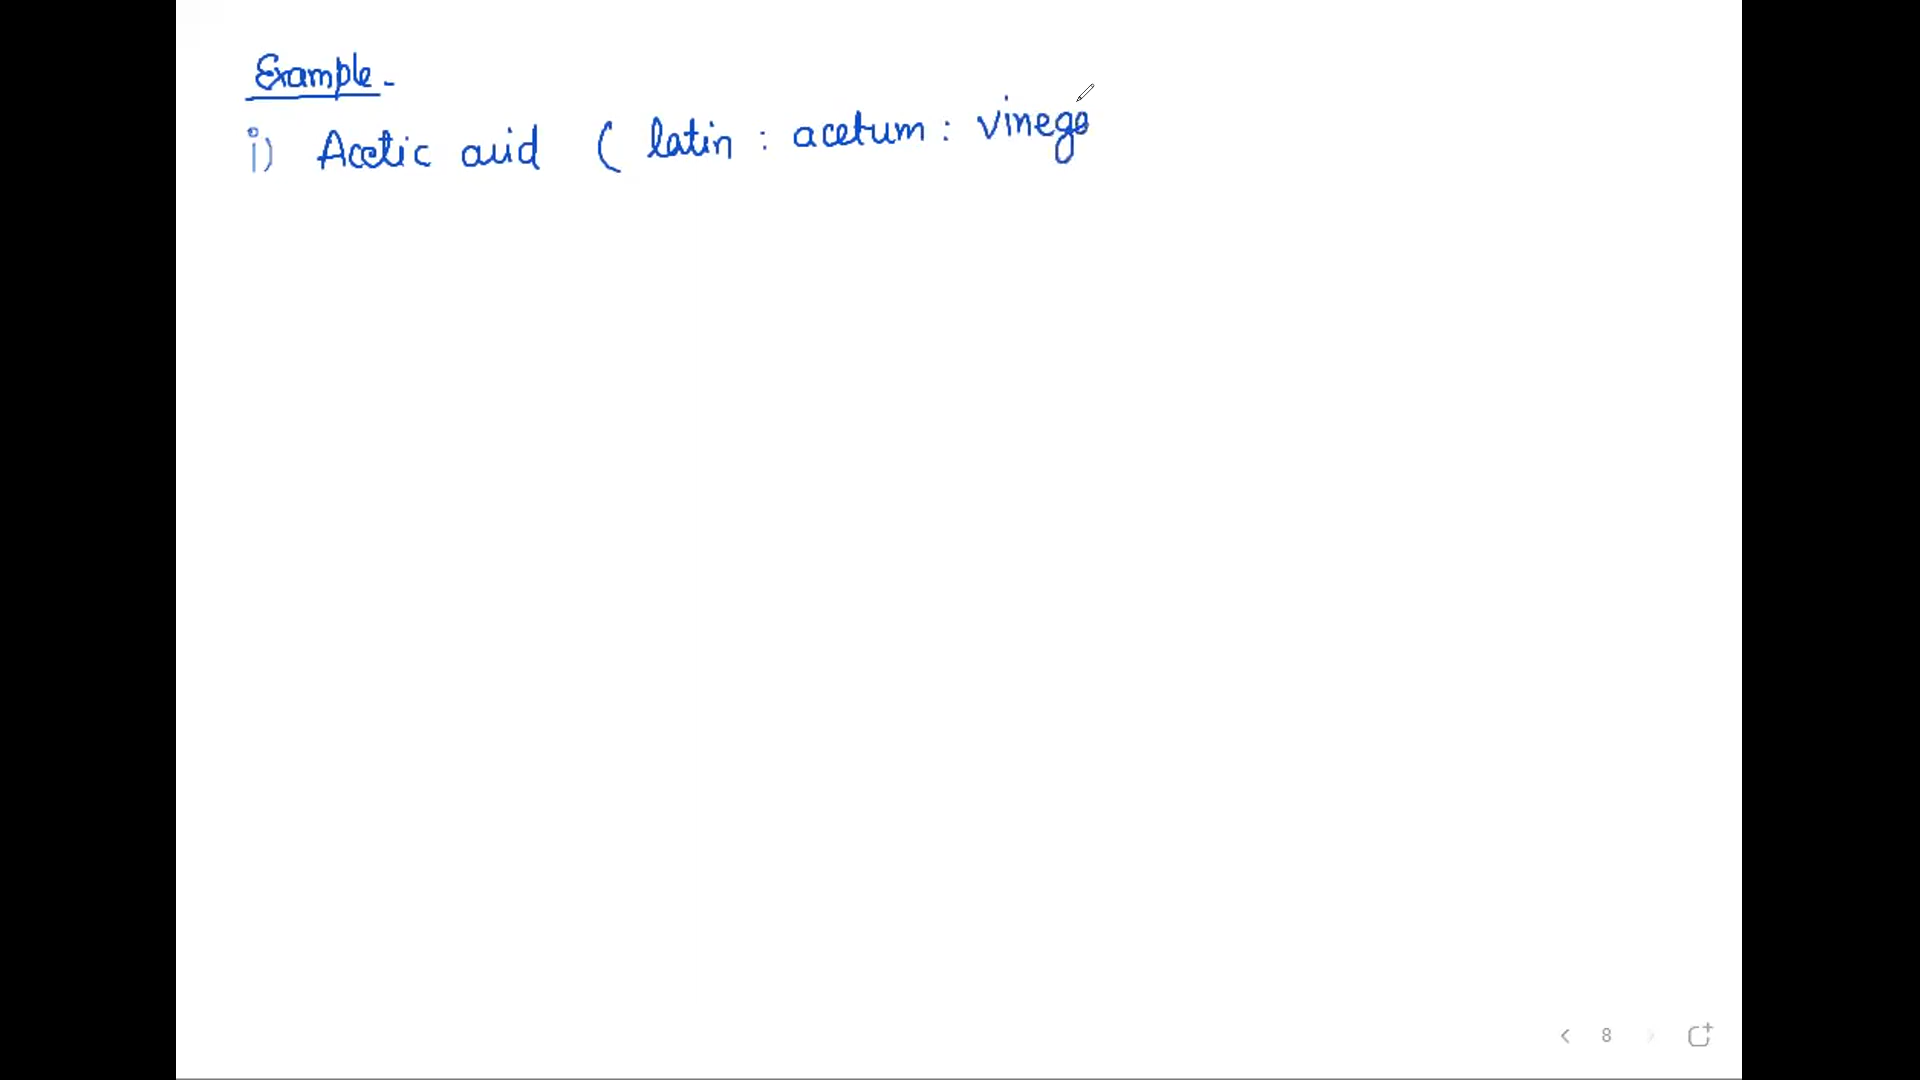 Example -
i) Acetic acid ( latin : acetum : vinega
8